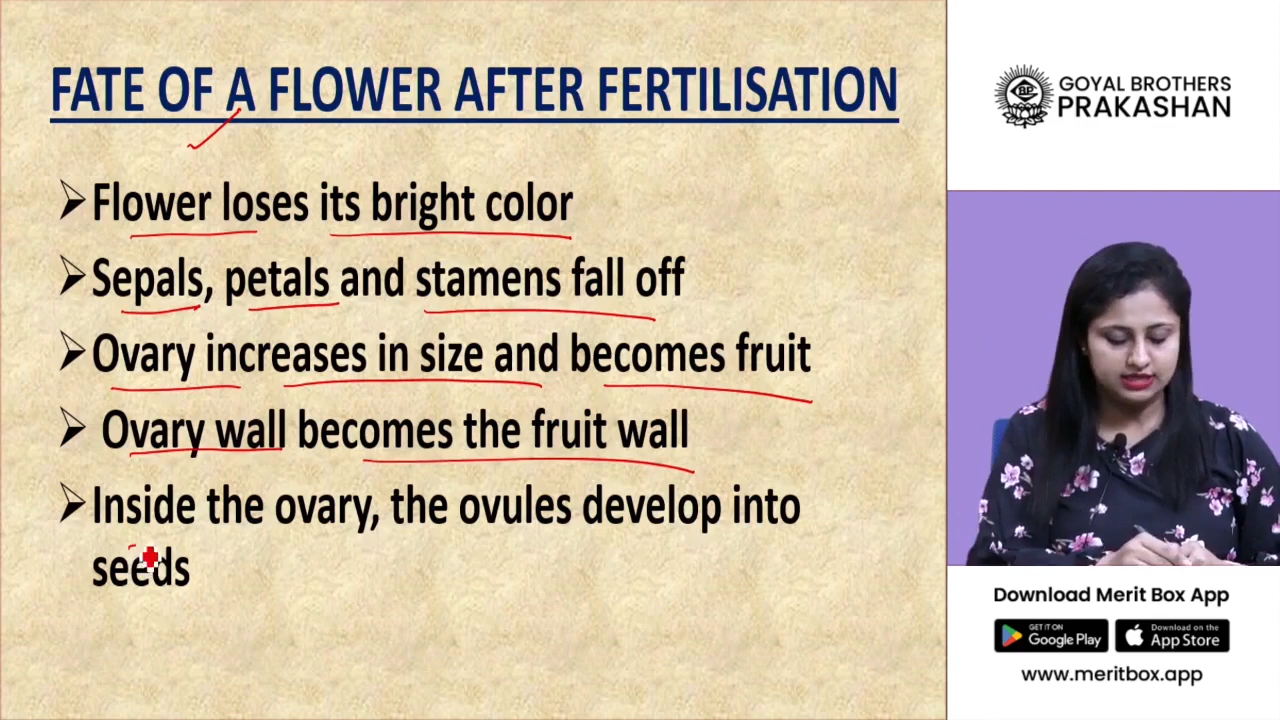 FATE OF A FLOWER AFTER FERTILISATION
➢Flower loses its bright color
➢Sepals, petals and stamens fall off
➢Ovary increases in size and becomes fruit
➢ Ovary wall becomes the fruit wall
➢Inside the ovary, the ovules develop into
seeds
GBP
GOYAL BROTHERS
PRAKASHAN
Download Merit Box App
GET IT ON
Google Play
Download on the
App Store
www.meritbox.app